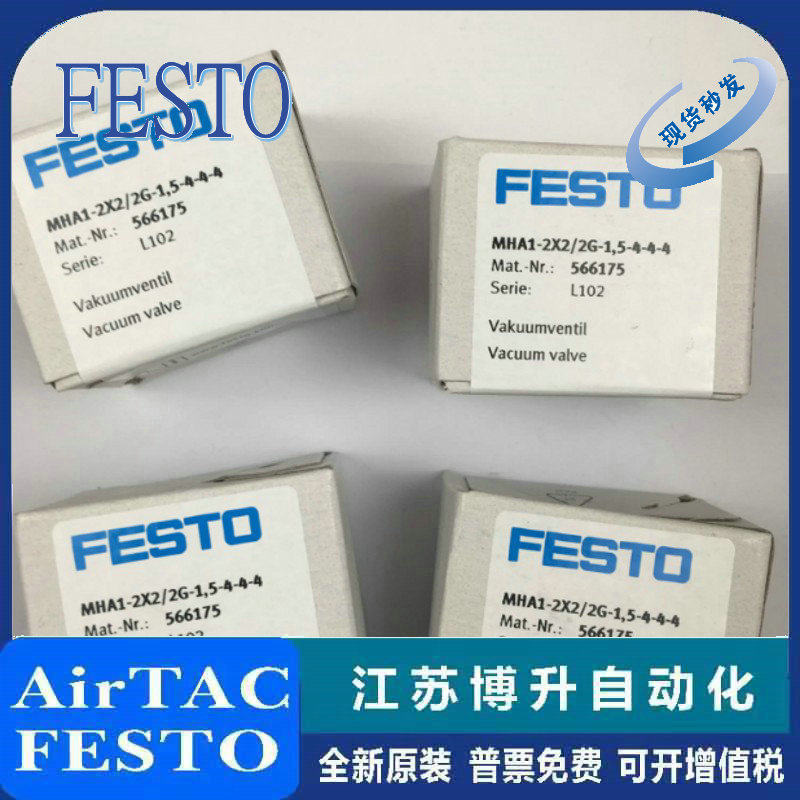 FESTO
FESTO
MHA1-2X2/2G-1,5-4-4-4
Mat.-Nr.: 566175
Serie: L102
Vakuumventil
Vacuum valve
现货秒发
FESTO
MHA1-2X2/2G-1,5-4-4-4
Mat.-Nr.: 566175
Serie: L102
Vakuumventil
Vacuum valve
FESTO
MHA1-2X2/2G-1,5-4-4-4
Mat.-Nr.: 566175
L102
FESTO
MHA1-2X2/2G-1,5-4-4-4
Mat.-Nr.: 566175
AirTAC
FESTO
江苏博升自动化
全新原装 普票免费 可开增值税